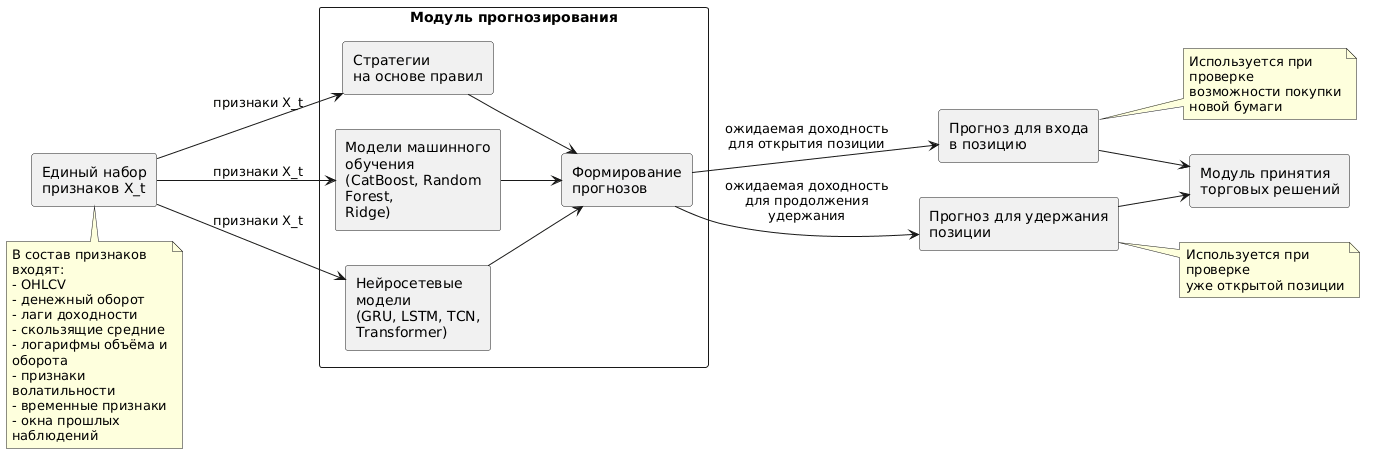 Модуль прогнозирования
Стратегии
на основе правил
признаки X_t
Модели машинного
обучения
(CatBoost, Random
Forest,
Ridge)
признаки X_t
Единый набор
признаков X_t
признаки X_t
Нейросетевые
модели
(GRU, LSTM, TCN,
Transformer)
Формирование
прогнозов
В состав признаков
входят:
- OHLCV
- денежный оборот
- лаги доходности
- скользящие средние
- логарифмы объёма и
оборота
- признаки
волатильности
- временные признаки
- окна прошлых
наблюдений
ожидаемая доходность
для открытия позиции
ожидаемая доходность
для продолжения
удержания
Прогноз для входа
в позицию
Прогноз для удержания
позиции
Используется при
проверке
возможности покупки
новой бумаги
Модуль принятия
торговых решений
Используется при
проверке
уже открытой позиции